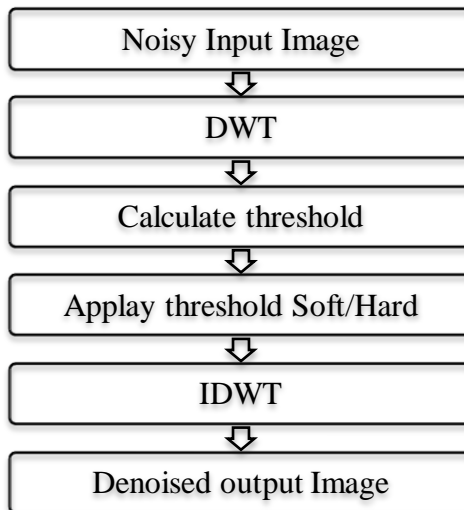 Noisy Input Image
DWT
Calculate threshold
Applay threshold Soft/Hard
IDWT
Denoised output Image